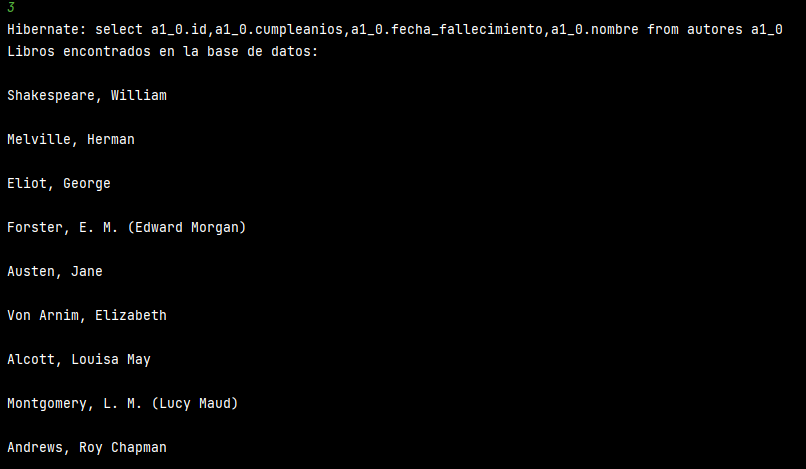 3
Hibernate: select a1_0.id,a1_0.cumpleanios,a1_0.fecha_fallecimiento,a1_0.nombre from autores a1_0
Libros encontrados en la base de datos:
Shakespeare, William
Melville, Herman
Eliot, George
Forster, E. M. (Edward Morgan)
Austen, Jane
Von Arnim, Elizabeth
Alcott, Louisa May
Montgomery, L. M. (Lucy Maud)
Andrews, Roy Chapman